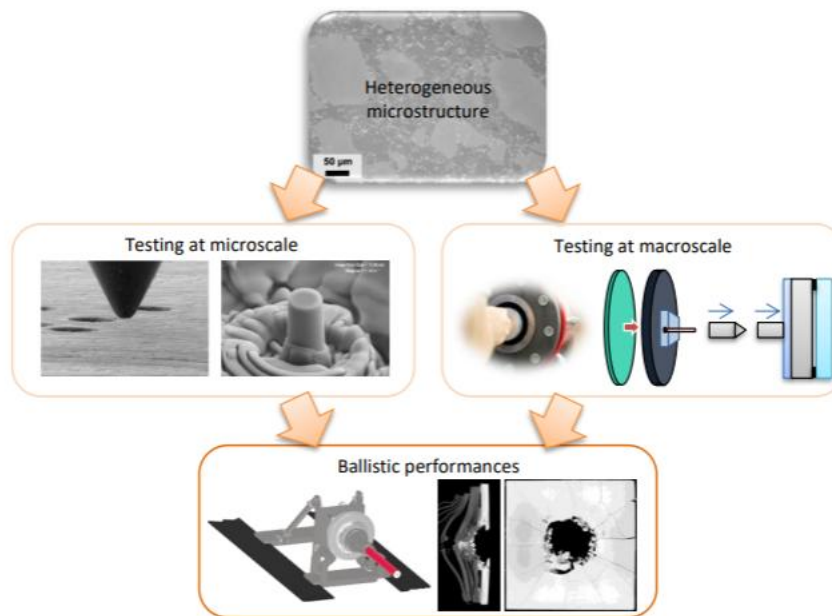 Heterogeneous
microstructure
50 µm
Testing at microscale
Testing at macroscale
Ballistic performances